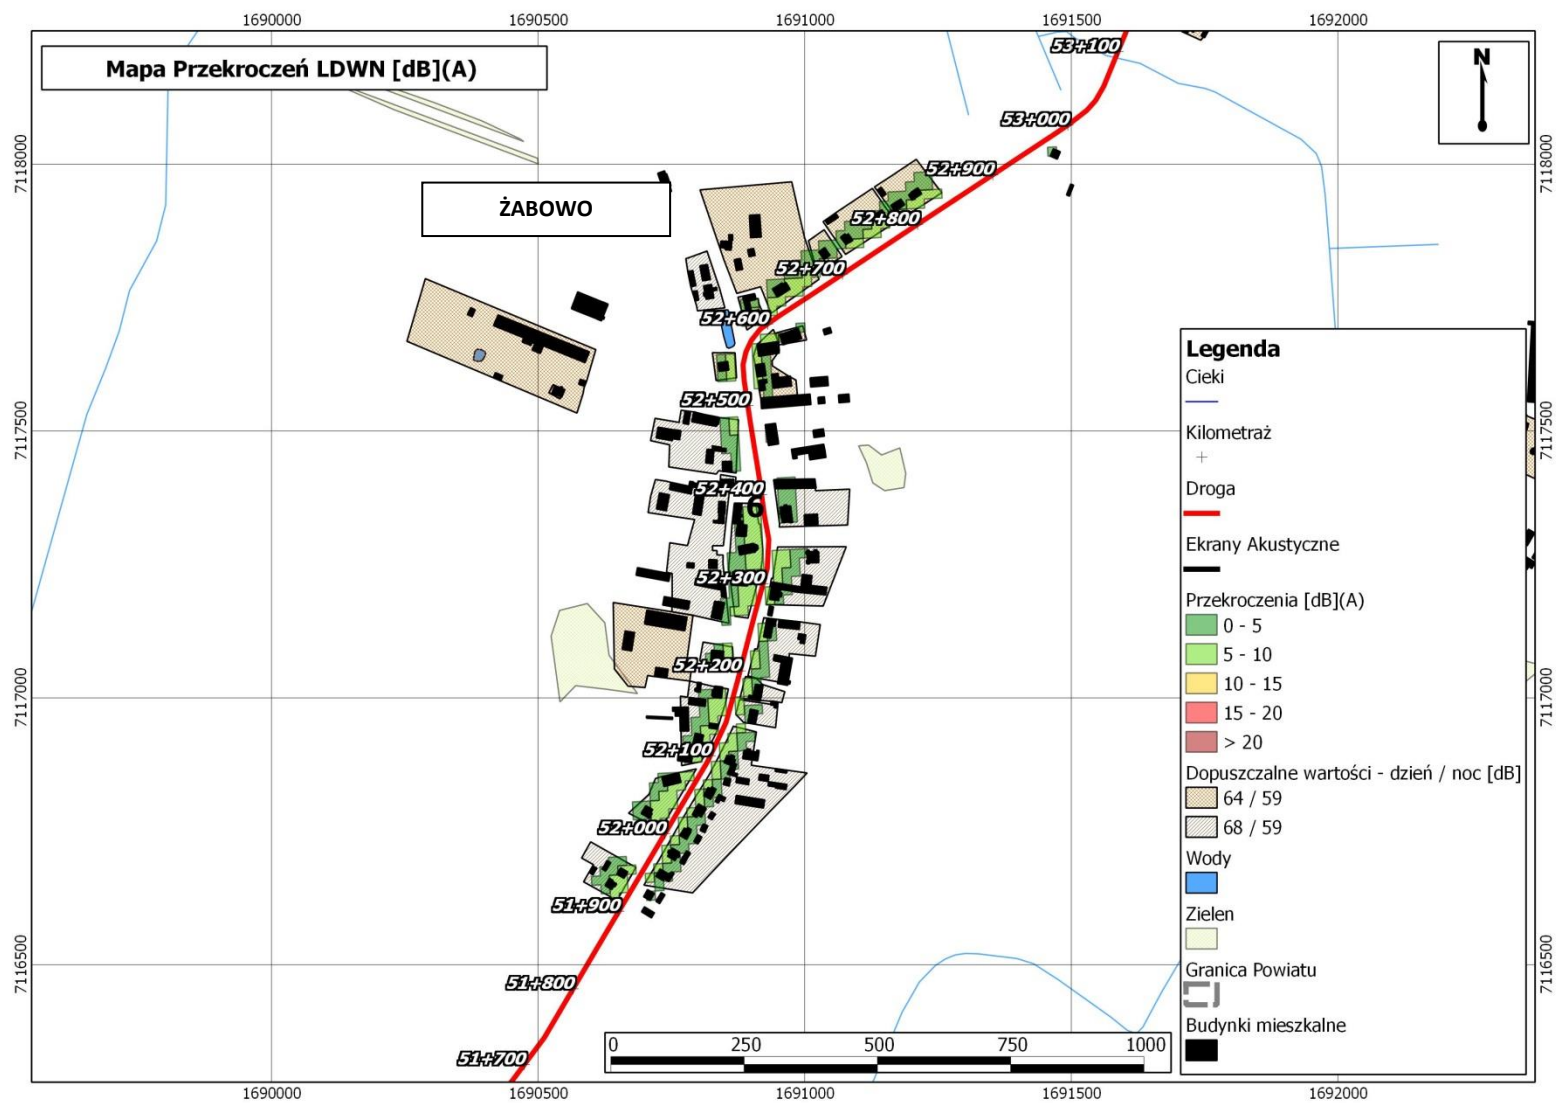 1690000 1690500 1691000 1691500 1692000
Mapa Przekroczeń LDWN [dB](A)
N
53+100
53+000
7118000 7118000
52+900
ŻABOWO
52+800
52+700
52+600
52+500
7117500 7117500
52+400
6
52+300
52+200
7117000 7117000
52+100
52+000
51+900
7116500 7116500
51+800
51+700
Legenda
Cieki
Kilometraż
Droga
Ekrany Akustyczne
Przekroczenia [dB](A)
0 - 5
5 - 10
10 - 15
15 - 20
> 20
Dopuszczalne wartości - dzień / noc [dB]
64 / 59
68 / 59
Wody
Zielen
Granica Powiatu
Budynki mieszkalne
0 250 500 750 1000
1690000 1690500 1691000 1691500 1692000